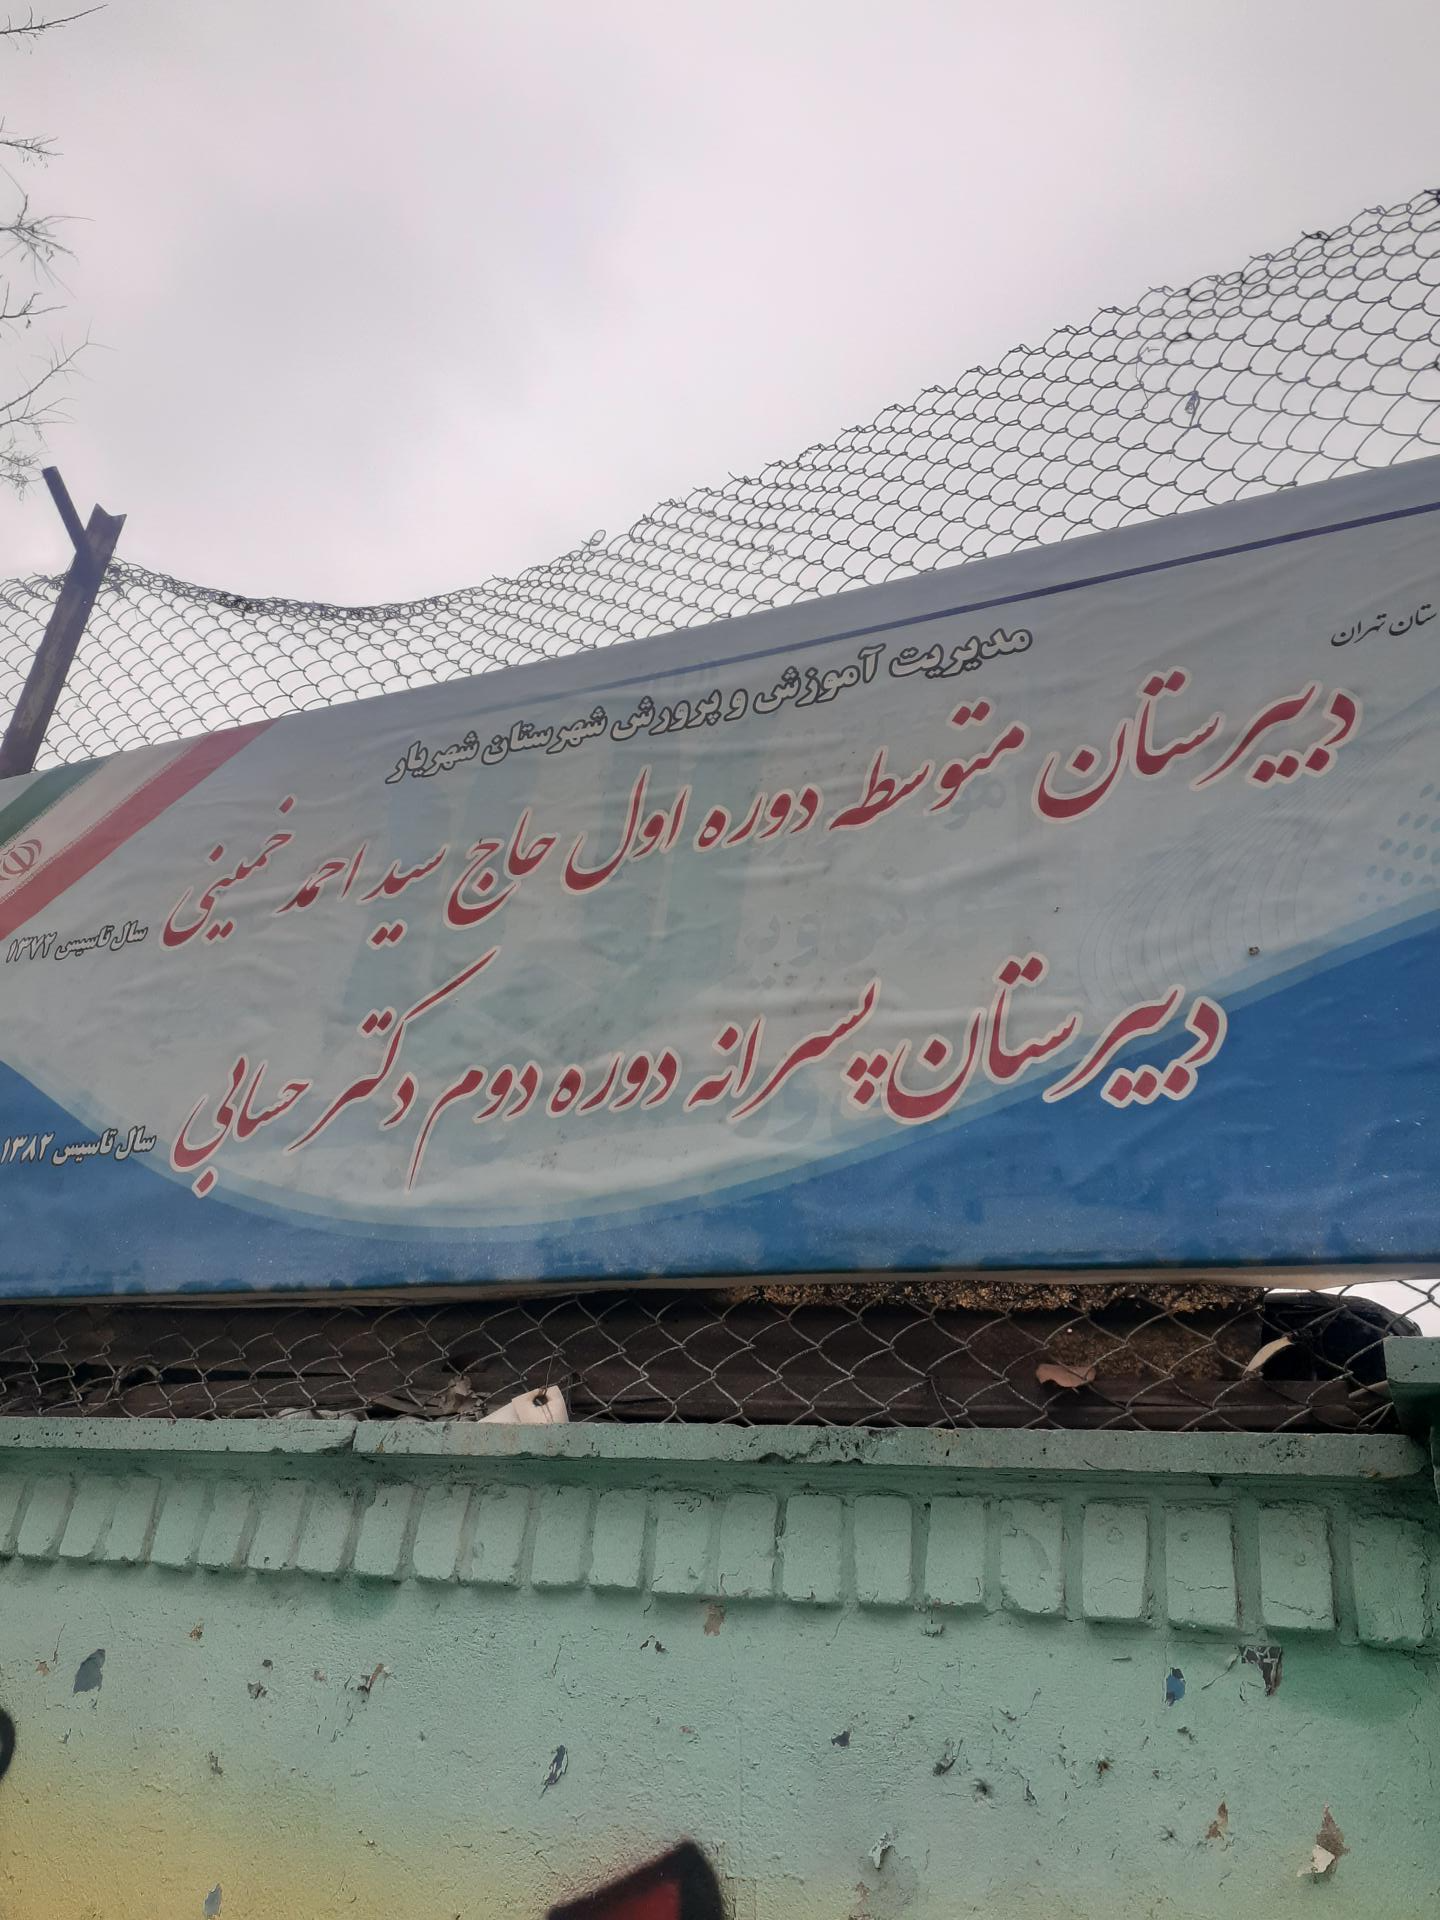 ستان تهران
مدیریت آموزش و پرورش شهرستان شهریار
دبیرستان متوسطه دوره اول حاج سید احمد خمینی
سال تاسیس ۱۳۷۲
دبیرستان پسرانه دوره دوم دکتر حسابی
سال تاسیس ۱۳۸۲